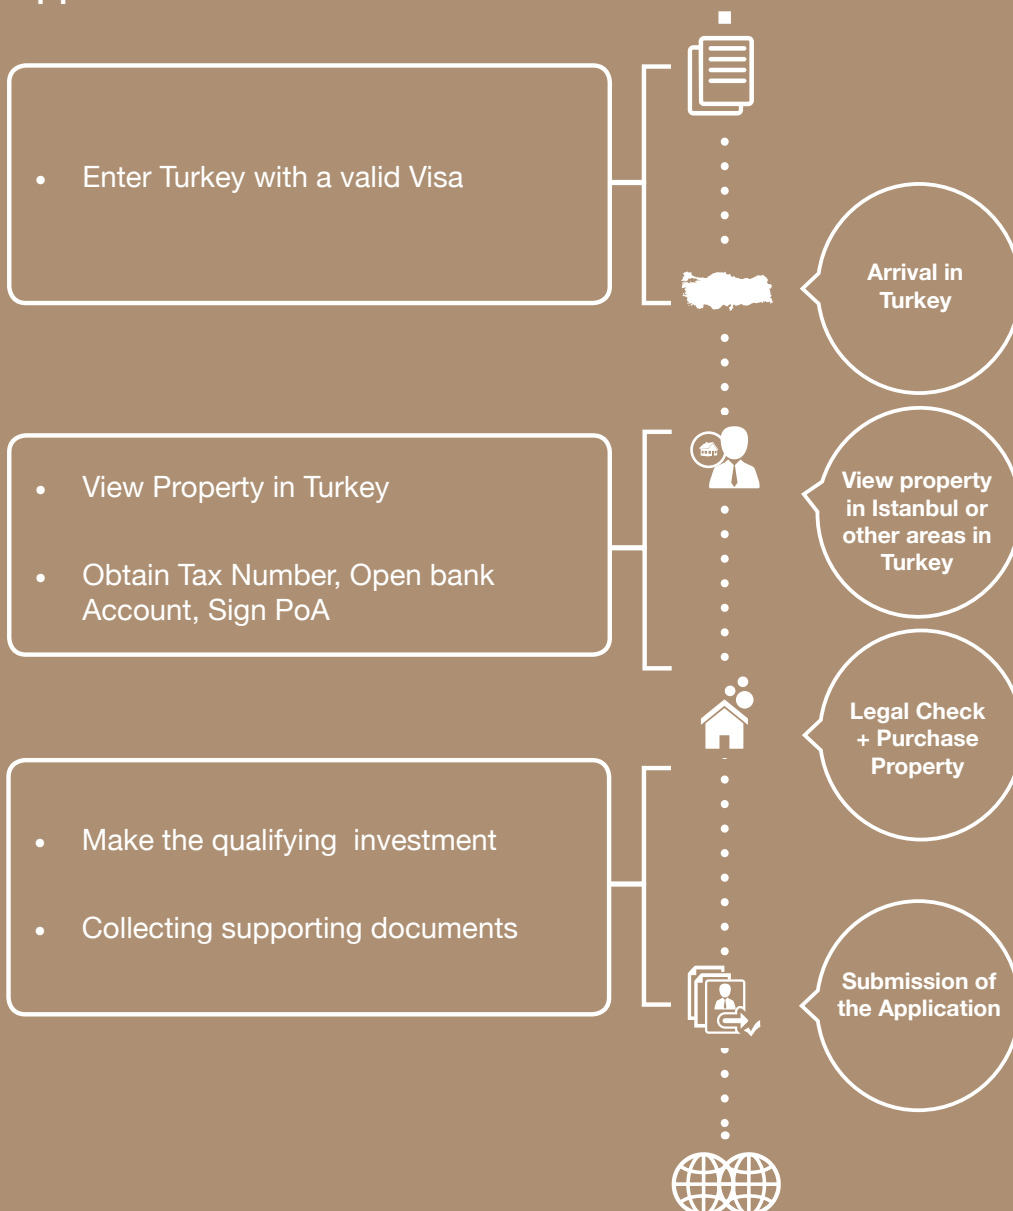 • Enter Turkey with a valid Visa
Arrival in
Turkey
• View Property in Turkey
• Obtain Tax Number, Open bank
Account, Sign PoA
View property
in Istanbul or
other areas in
Turkey
Legal Check
+ Purchase
Property
• Make the qualifying  investment
• Collecting supporting documents
Submission of
the Application